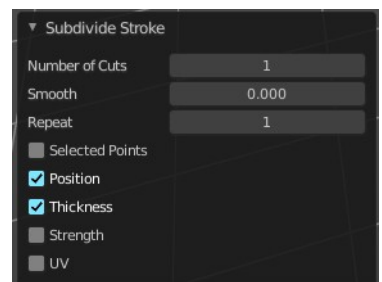 Subdivide Stroke
Number of Cuts 1
Smooth 0.000
Repeat 1
Selected Points
Position
Thickness
Strength
UV